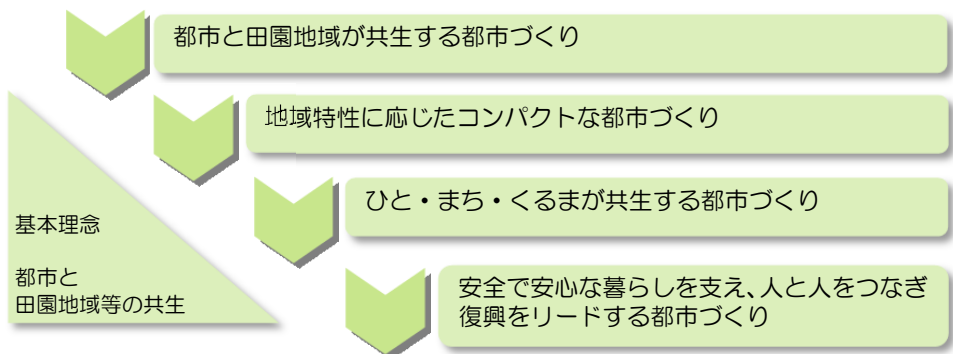 都市と田園地域が共生する都市づくり
地域特性に応じたコンパクトな都市づくり
ひと・まち・くるまが共生する都市づくり
基本理念
都市と
田園地域等の共生
安全で安心な暮らしを支え、人と人をつなぎ
復興をリードする都市づくり